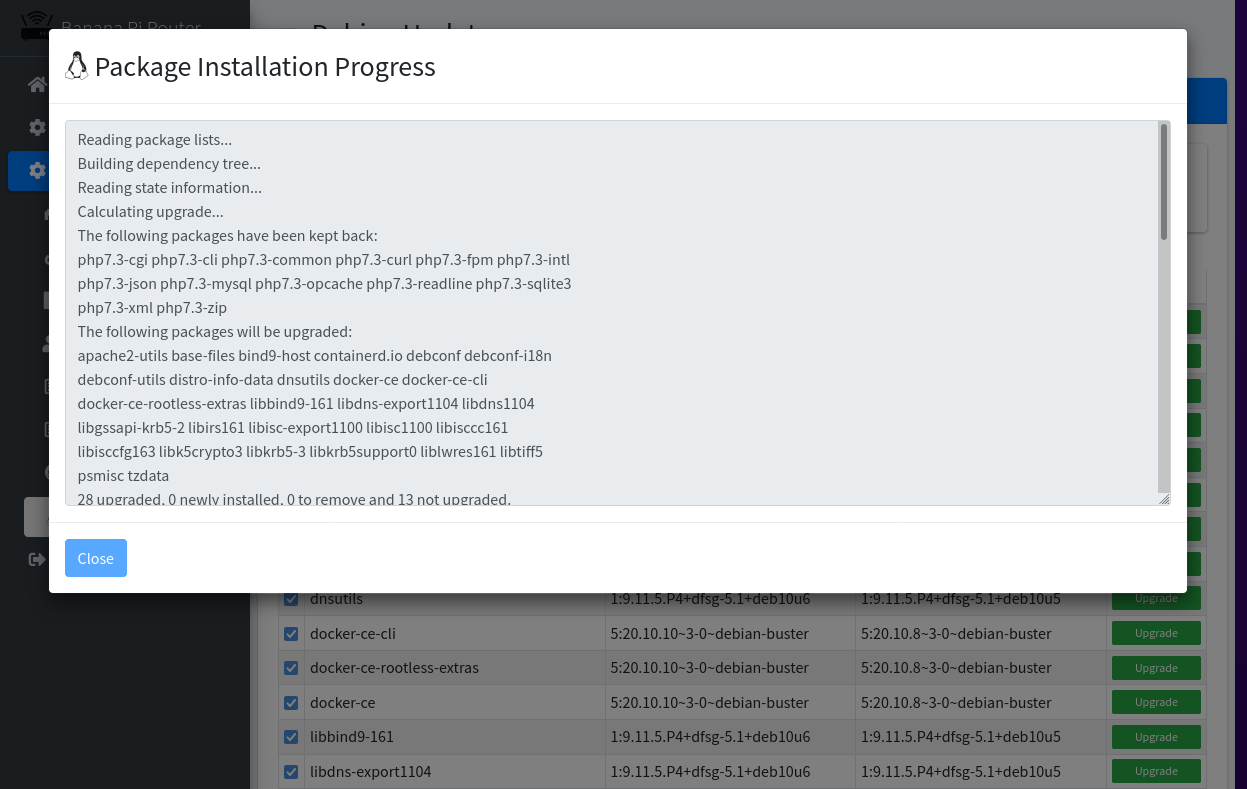 Banana Pi Router
Package Installation Progress
Reading package lists...
Building dependency tree...
Reading state information...
Calculating upgrade...
The following packages have been kept back:
php7.3-cgi php7.3-cli php7.3-common php7.3-curl php7.3-fpm php7.3-intl
php7.3-json php7.3-mysql php7.3-opcache php7.3-readline php7.3-sqlite3
php7.3-xml php7.3-zip
The following packages will be upgraded:
apache2-utils base-files bind9-host containerd.io debconf debconf-i18n
debconf-utils distro-info-data dnsutils docker-ce docker-ce-cli
docker-ce-rootless-extras libbind9-161 libdns-export1104 libdns1104
libgssapi-krb5-2 libirs161 libisc-export1100 libisc1100 libisccc161
libisccfg163 libk5crypto3 libkrb5-3 libkrb5support0 liblwres161 libtiff5
psmisc tzdata
28 upgraded, 0 newly installed, 0 to remove and 13 not upgraded.
Close
dnsutils 1:9.11.5.P4+dfsg-5.1+deb10u6 1:9.11.5.P4+dfsg-5.1+deb10u5 Upgrade
docker-ce-cli 5:20.10.10~3-0~debian-buster 5:20.10.8~3-0~debian-buster Upgrade
docker-ce-rootless-extras 5:20.10.10~3-0~debian-buster 5:20.10.8~3-0~debian-buster Upgrade
docker-ce 5:20.10.10~3-0~debian-buster 5:20.10.8~3-0~debian-buster Upgrade
libbind9-161 1:9.11.5.P4+dfsg-5.1+deb10u6 1:9.11.5.P4+dfsg-5.1+deb10u5 Upgrade
libdns-export1104 1:9.11.5.P4+dfsg-5.1+deb10u6 1:9.11.5.P4+dfsg-5.1+deb10u5 Upgrade